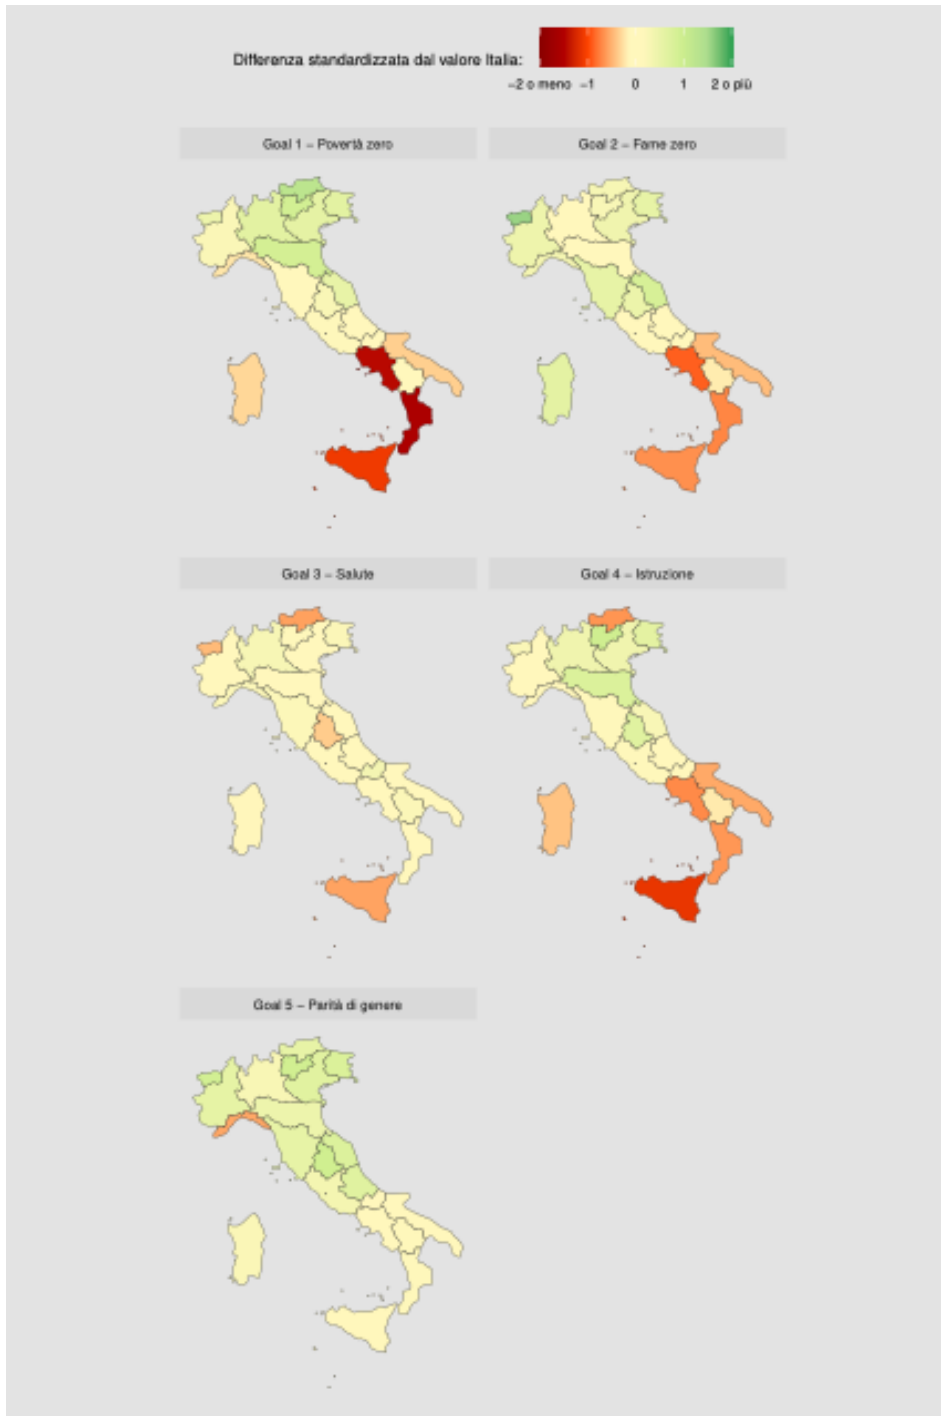 Differenza standardizzata dal valore Italia:
−2 o meno −1 0 1 2 o più
Goal 1 − Povertà zero
Goal 2 − Fame zero
Goal 3 − Salute
Goal 4 − Istruzione
Goal 5 − Parità di genere